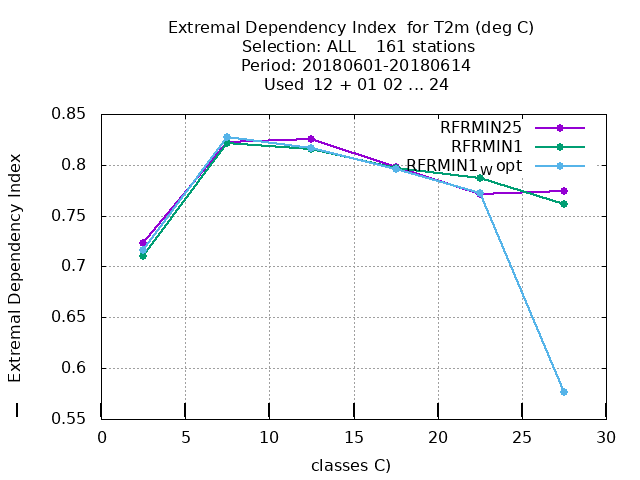 Extremal Dependency Index for T2m (deg C)
Selection: ALL 161 stations
Period: 20180601-20180614
Used 12 + 01 02 ... 24
RFRMIN25
RFRMIN1
RFRMIN1w opt
0.85
0.8
0.75
0.7
0.65
0.6
0.55
0 5 10 15 20 25 30
Extremal Dependency Index
classes C)